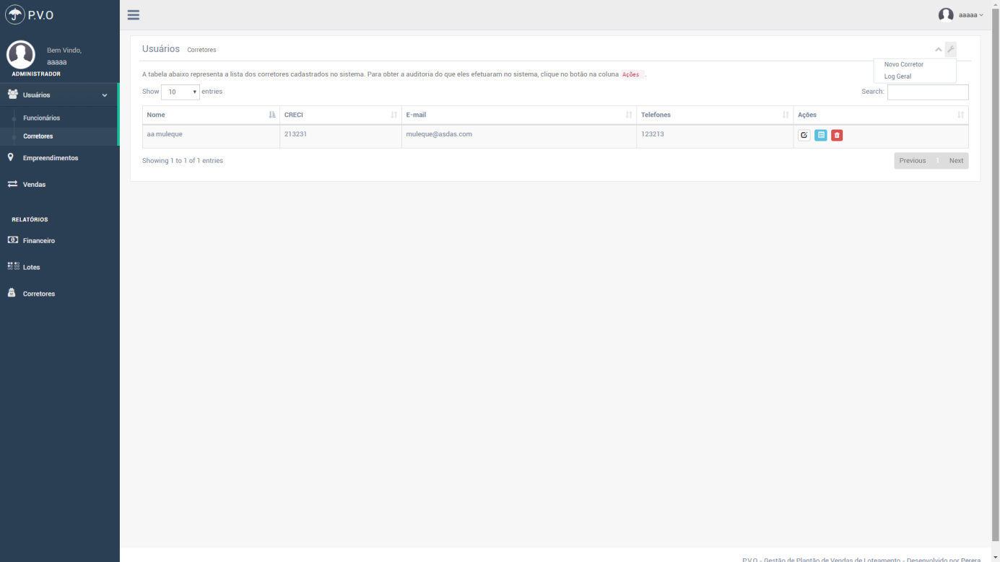 P.V.O
aaaaa
Bem Vindo,
aaaaa
ADMINISTRADOR
Usuários
Funcionários
Corretores
Empreendimentos
Vendas
RELATÓRIOS
Financeiro
Lotes
Corretores
Usuários Corretores
Novo Corretor
Log Geral
A tabela abaixo representa a lista dos corretores cadastrados no sistema. Para obter a auditoria do que eles efetuaram no sistema, clique no botão na coluna Ações .
Show 10 entries
Search:
Nome CRECI E-mail Telefones Ações
aa muleque 213231 muleque@asdas.com 123213
Showing 1 to 1 of 1 entries
Previous 1 Next
P.V.O - Gestão de Plantão de Vendas de Loteamento - Desenvolvido por Perera